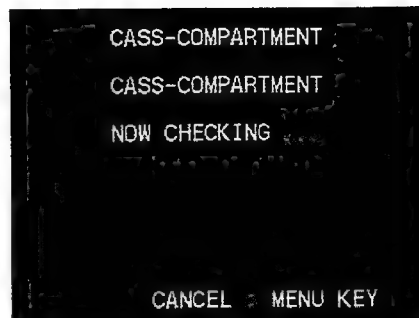 CASS-COMPARTMENT
CASS-COMPARTMENT
NOW CHECKING
CANCEL : MENU KEY